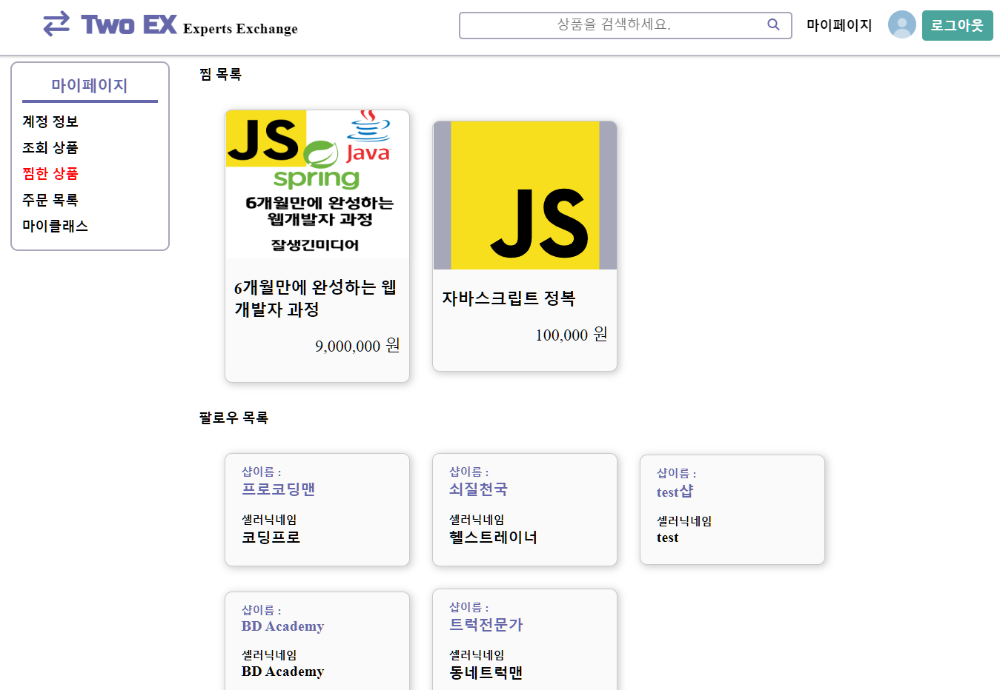 Two EX Experts Exchange
상품을 검색하세요.
마이페이지
로그아웃
마이페이지
계정 정보
조회 상품
찜한 상품
주문 목록
마이클래스
찜 목록
JS
Java
spring
6개월만에 완성하는
웹개발자 과정
잘생긴미디어
6개월만에 완성하는 웹
개발자 과정
9,000,000 원
JS
자바스크립트 정복
100,000 원
팔로우 목록
샵이름 :
프로코딩맨
셀러닉네임
코딩프로
샵이름 :
쇠질천국
셀러닉네임
헬스트레이너
샵이름 :
test샵
셀러닉네임
test
샵이름 :
BD Academy
셀러닉네임
BD Academy
샵이름 :
트럭전문가
셀러닉네임
동네트럭맨